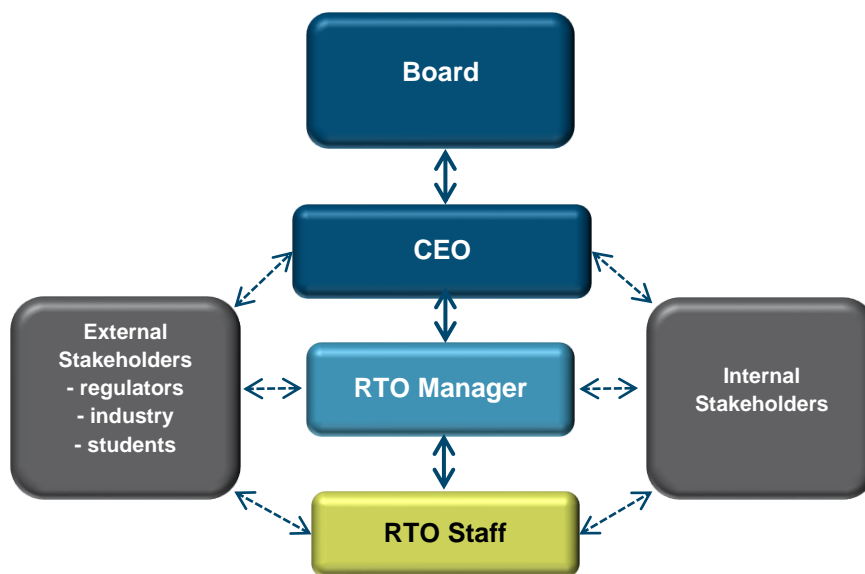 Board
CEO
External
Stakeholders
- regulators
- industry
- students
RTO Manager
Internal
Stakeholders
RTO Staff